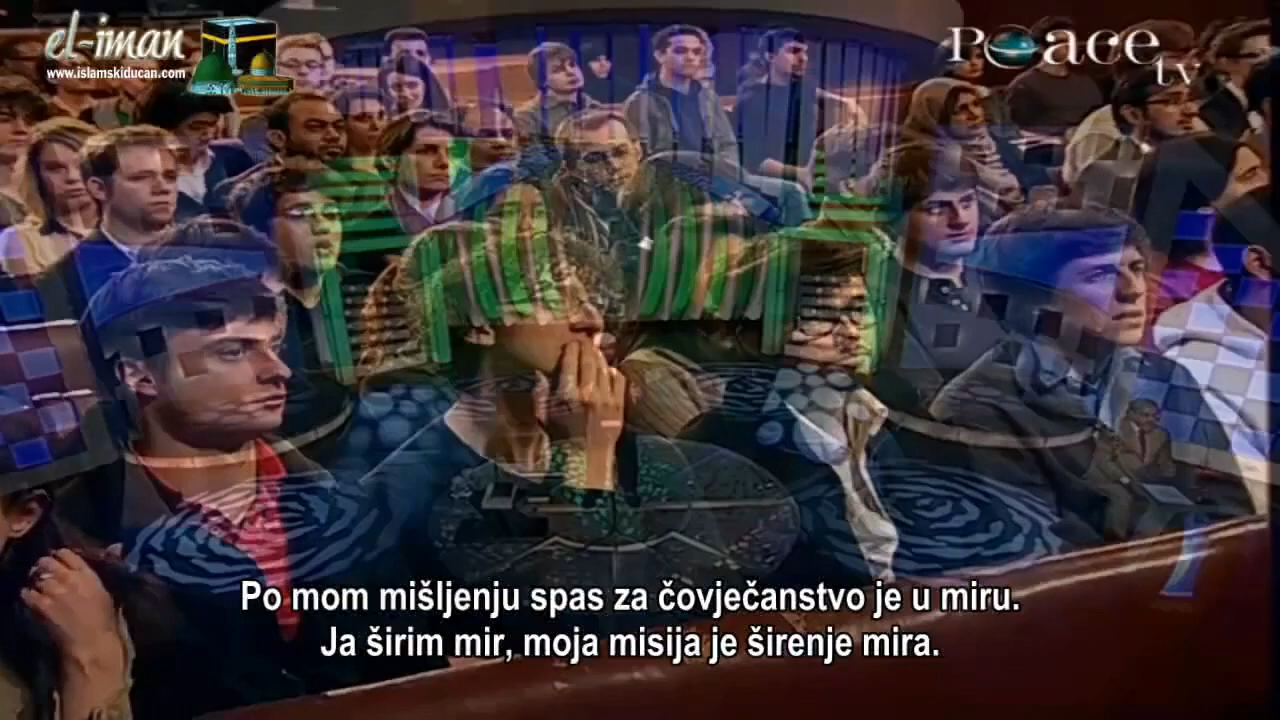 el-iman
www.islamskiducan.com
Peace tv
Po mom mišljenju spas za čovječanstvo je u miru.
Ja širim mir, moja misija je širenje mira.